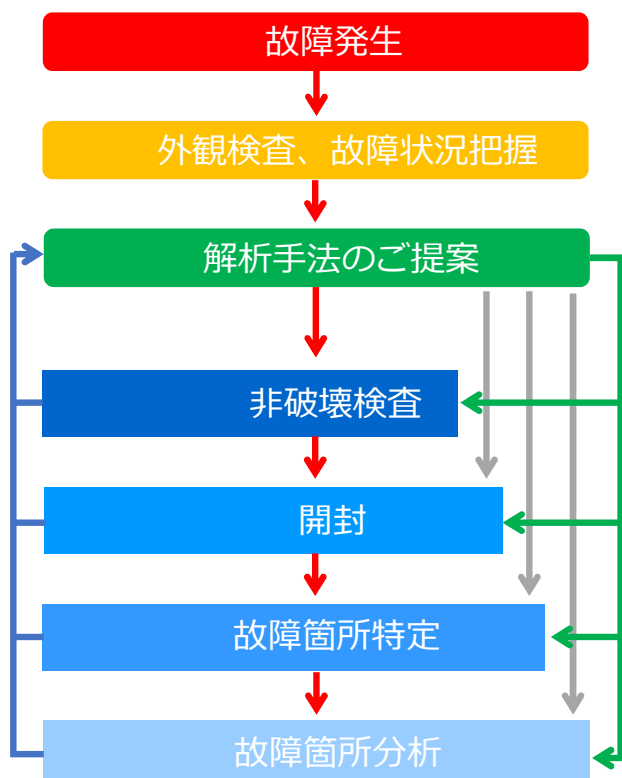 故障発生
外観検査、故障状況把握
解析手法のご提案
非破壊検査
開封
故障箇所特定
故障箇所分析